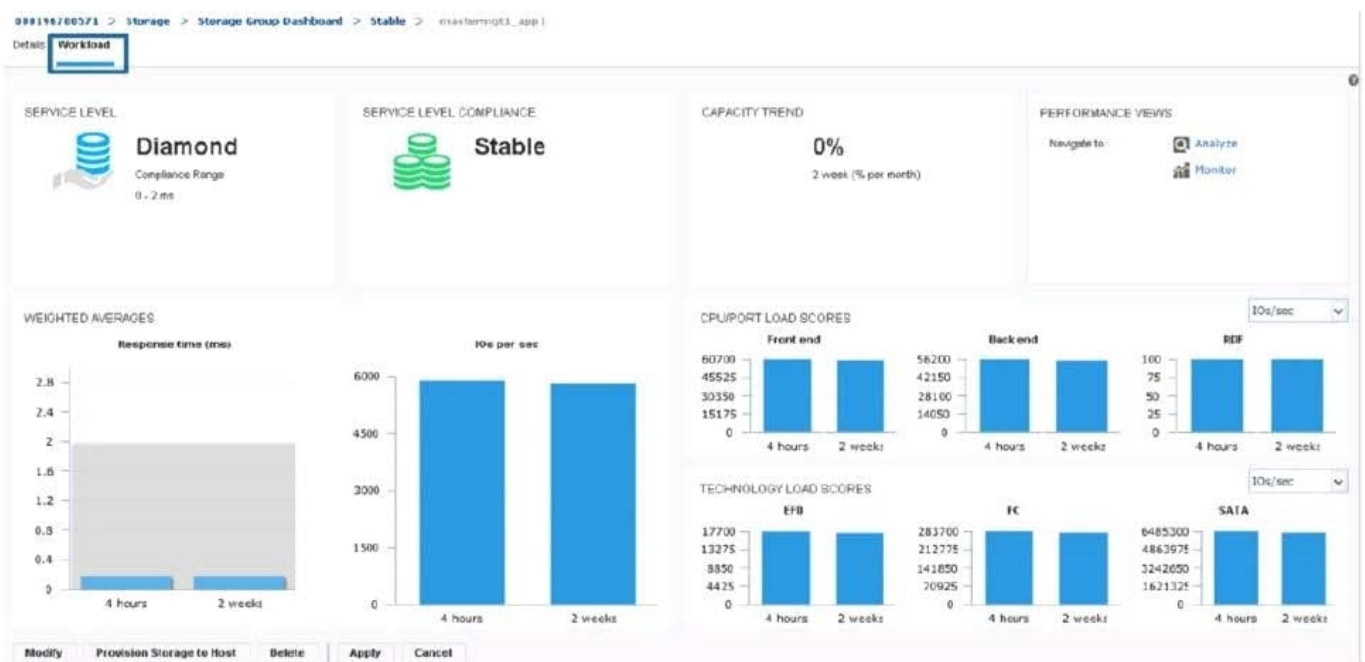 000196700571 > Storage > Storage Group Dashboard > Stable > mastermgt1_app1
Details Workload
SERVICE LEVEL
Diamond
Compliance Range
0 - 2 ms
SERVICE LEVEL COMPLIANCE
Stable
CAPACITY TREND
0%
2 week (% per month)
PERFORMANCE VIEWS
Navigate to
Analyze
Monitor
WEIGHTED AVERAGES
Response time (ms)
2.8
2.4
2
1.6
1.2
0.8
0.4
0
4 hours 2 weeks
IOs per sec
6000
4500
3000
1500
0
4 hours 2 weeks
CPU/PORT LOAD SCORES
IOs/sec
Front end
60700
45525
30350
15175
0
4 hours 2 weeks
Back end
56200
42150
28100
14050
0
4 hours 2 weeks
RDF
100
75
50
25
0
4 hours 2 weeks
TECHNOLOGY LOAD SCORES
IOs/sec
EFD
17700
13275
8850
4425
0
4 hours 2 weeks
FC
283700
212775
141850
70925
0
4 hours 2 weeks
SATA
6485300
4863975
3242650
1621325
0
4 hours 2 weeks
Modify Provision Storage to Host Delete Apply Cancel